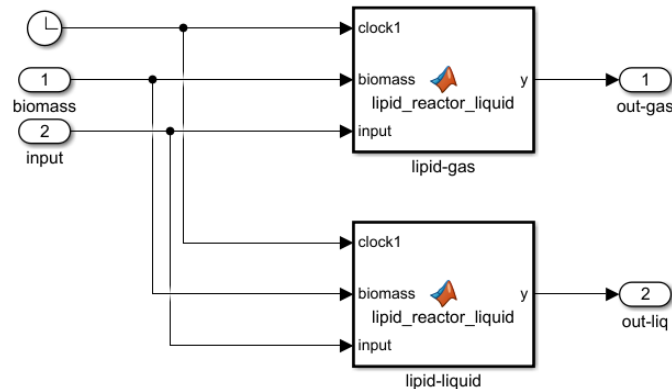 clock1
1
biomass
y
1
biomass
lipid_reactor_liquid
out-gas
2
input
input
lipid-gas
clock1
biomass
y
2
lipid_reactor_liquid
out-liq
input
lipid-liquid